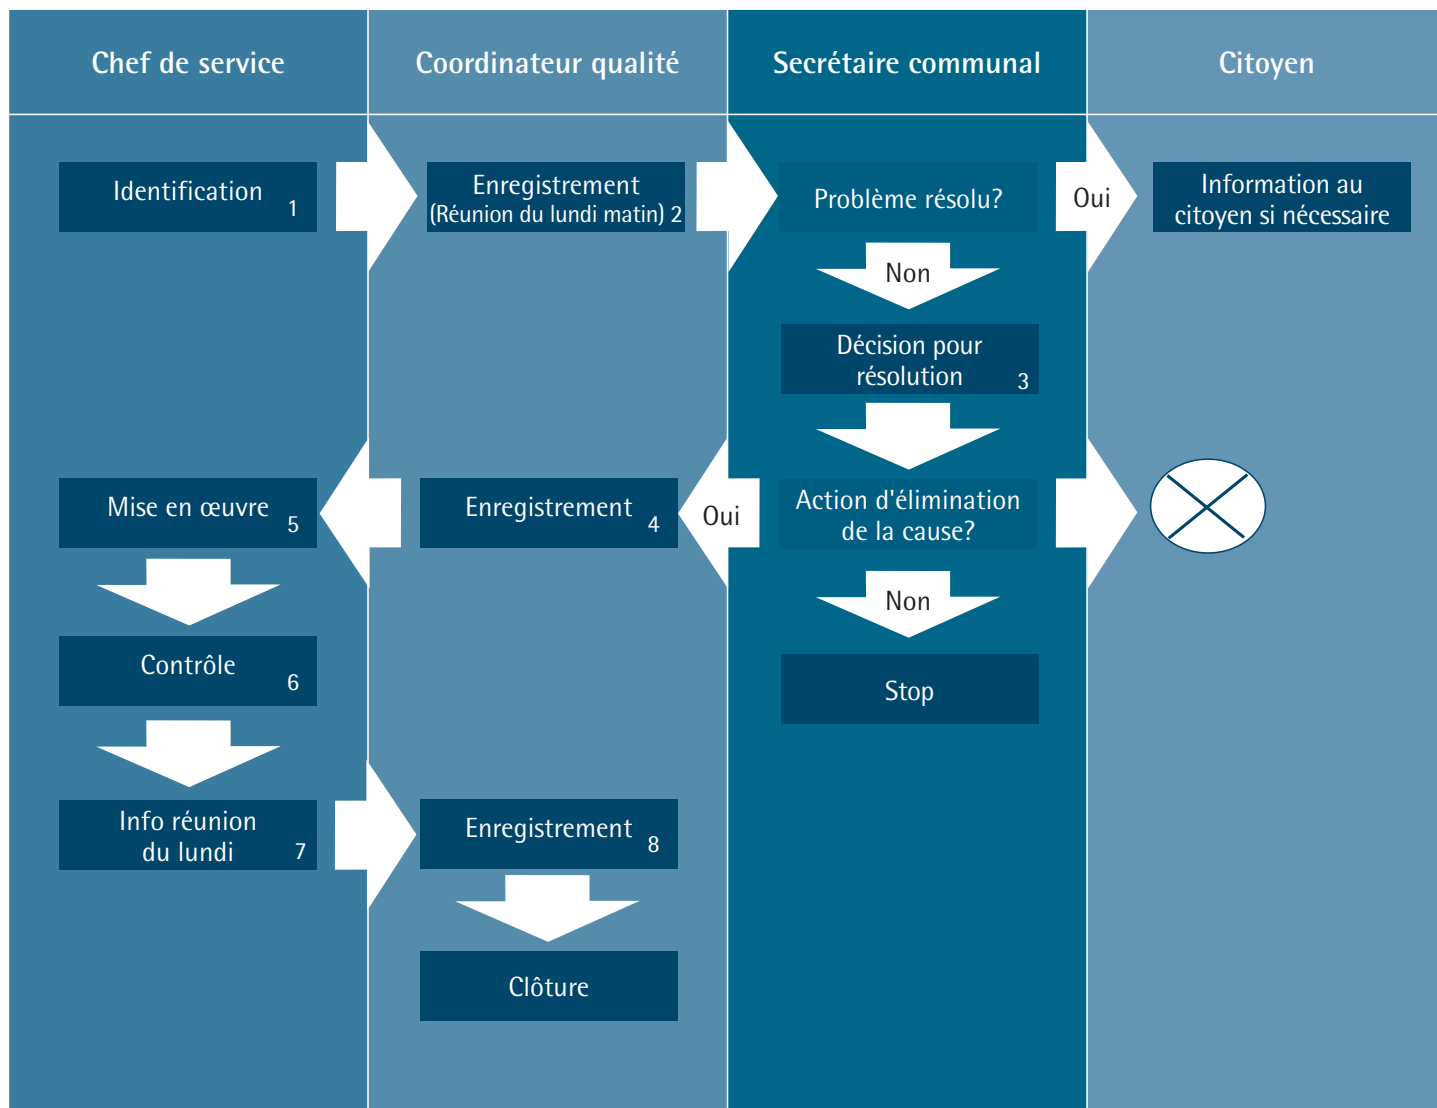 Chef de service
Coordinateur qualité
Secrétaire communal
Citoyen
Identification
1
Enregistrement
(Réunion du lundi matin) 2
Problème résolu?
Oui
Information au
citoyen si nécessaire
Non
Décision pour
résolution
3
Mise en œuvre
5
Enregistrement
4
Oui
Action d'élimination
de la cause?
Non
Contrôle
6
Stop
Info réunion
du lundi
7
Enregistrement
8
Clôture